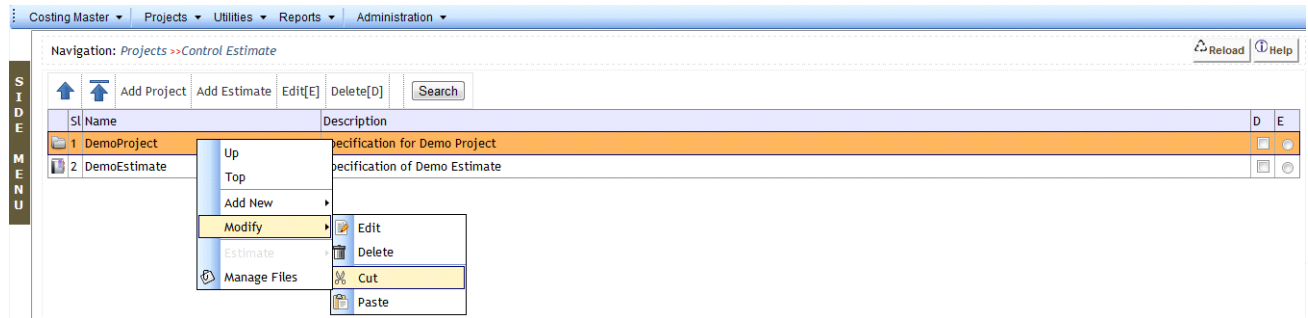 Costing Master Projects Utilities Reports Administration
Navigation: Projects >>Control Estimate Reload Help
SIDE MENU
Add Project Add Estimate Edit[E] Delete[D] Search
Sl Name Description D E
1 DemoProject pecification for Demo Project
2 DemoEstimate pecification of Demo Estimate
Up
Top
Add New
Modify
Estimate
Manage Files
Edit
Delete
Cut
Paste